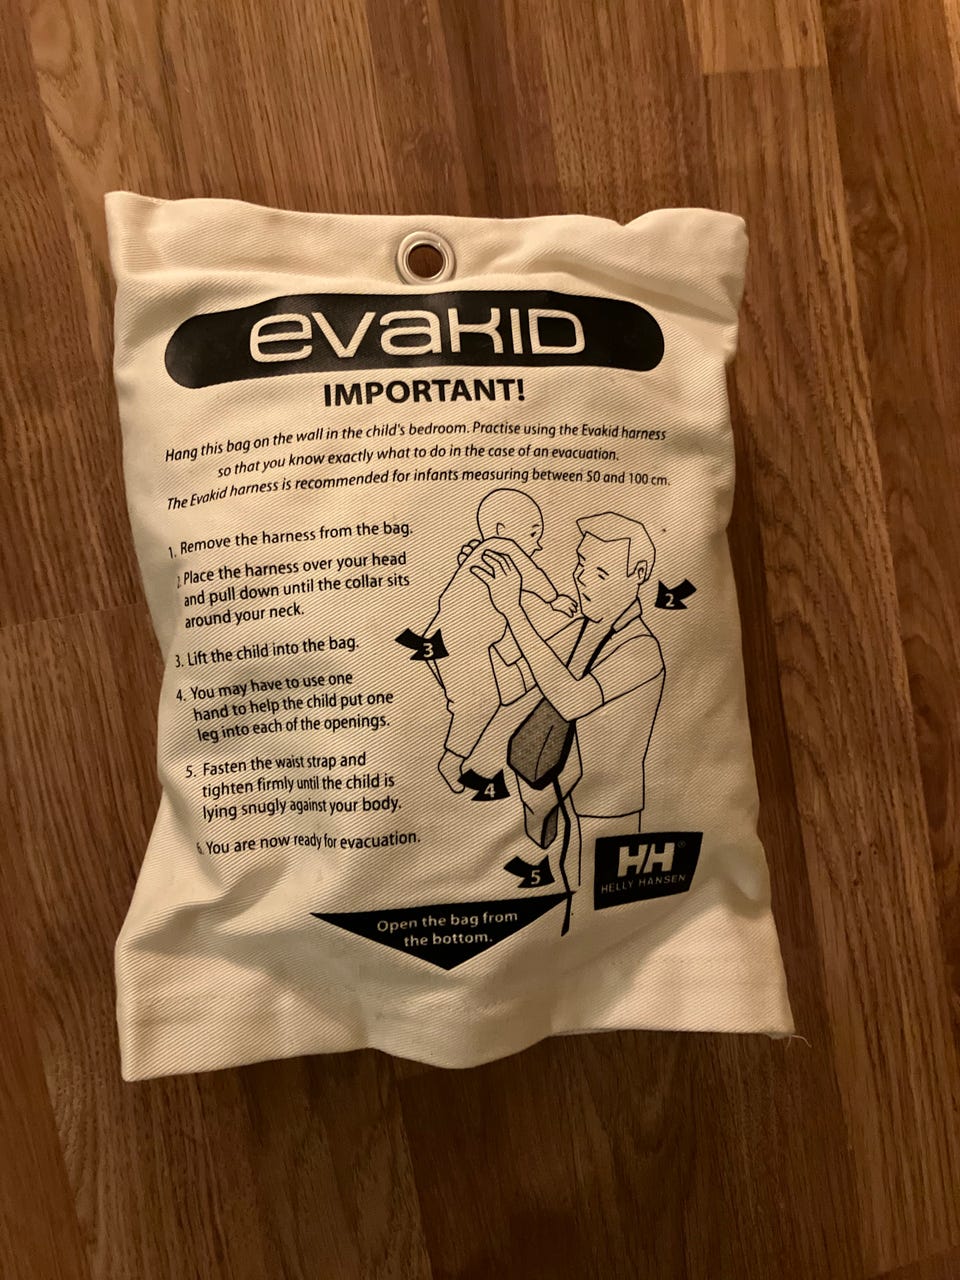 evaKID
IMPORTANT!
Hang this bag on the wall in the child's bedroom. Practise using the Evakid harness
so that you know exactly what to do in the case of an evacuation.
The Evakid harness is recommended for infants measuring between 50 and 100 cm.
1. Remove the harness from the bag.
2. Place the harness over your head
and pull down until the collar sits
around your neck.
3. Lift the child into the bag.
4. You may have to use one
hand to help the child put one
leg into each of the openings.
5. Fasten the waist strap and
tighten firmly until the child is
lying snugly against your body.
6. You are now ready for evacuation.
2
3
4
5
HH®
HELLY HANSEN
Open the bag from
the bottom.